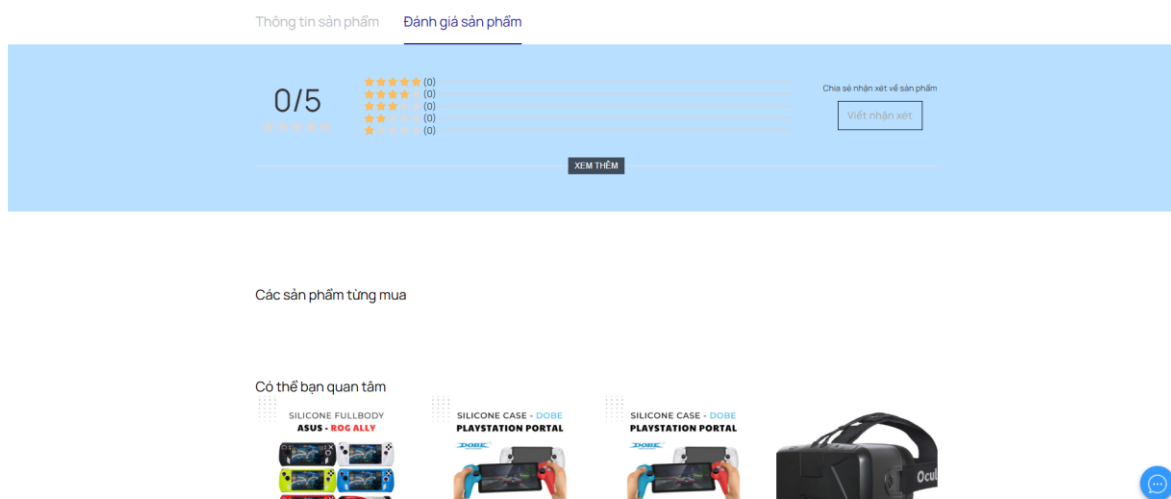 Thông tin sản phẩm Đánh giá sản phẩm
0/5
(0)
(0)
(0)
(0)
(0)
Chia sẻ nhận xét về sản phẩm
Viết nhận xét
XEM THÊM
Các sản phẩm từng mua
Có thể bạn quan tâm
SILICONE FULLBODY
ASUS - ROG ALLY
SILICONE CASE - DOBE
PLAYSTATION PORTAL
DOBE
SILICONE CASE - DOBE
PLAYSTATION PORTAL
DOBE
Ocul